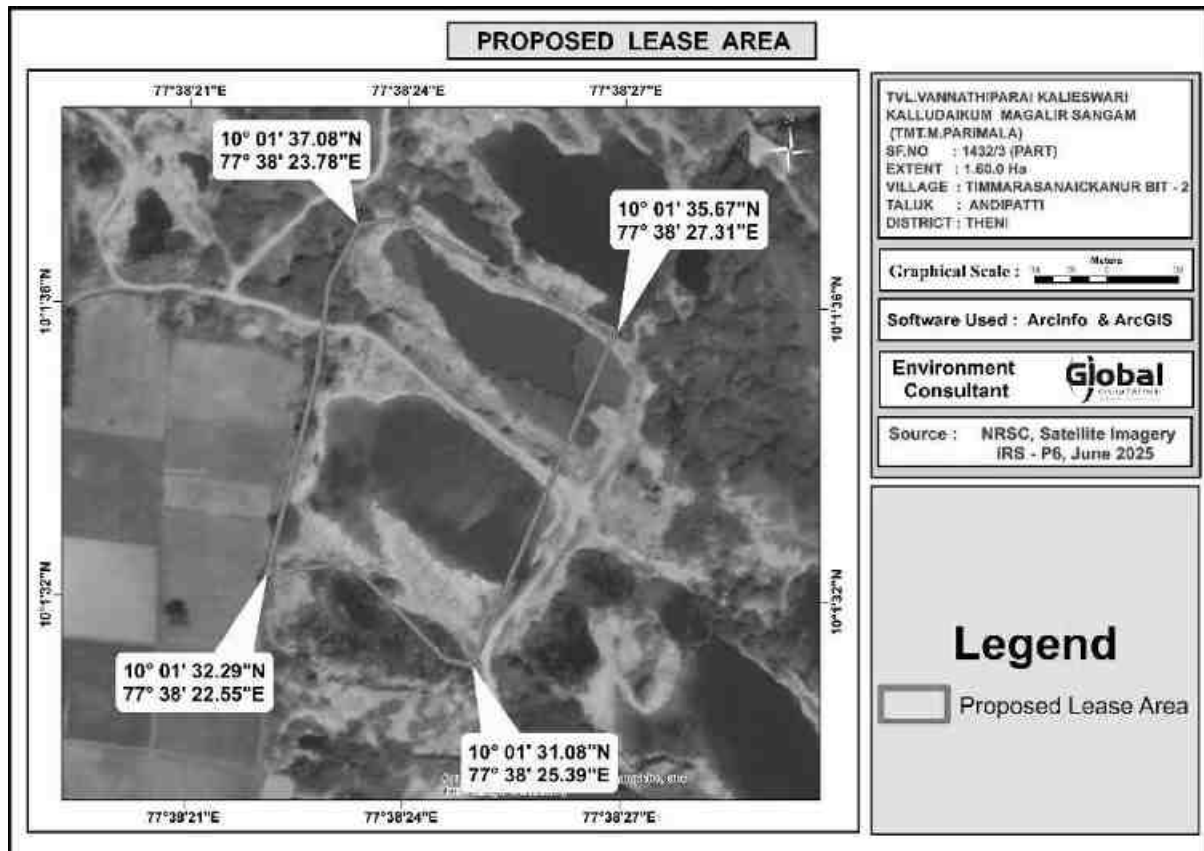 PROPOSED LEASE AREA
77°38'21"E
77°38'24"E
77°38'27"E
10° 01' 37.08"N
77° 38' 23.78"E
10° 01' 35.67"N
77° 38' 27.31"E
10°1'36"N
10°1'36"N
10°1'32"N
10°1'32"N
10° 01' 32.29"N
77° 38' 22.55"E
10° 01' 31.08"N
77° 38' 25.39"E
77°38'21"E
77°38'24"E
77°38'27"E
TVL.VANNATHIPARAI KALIESWARI
KALLUDAIKUM MAGALIR SANGAM
(TMT.M.PARIMALA)
SF.NO : 1432/3 (PART)
EXTENT : 1.60.0 Ha
VILLAGE : TIMMARASANAICKANUR BIT - 2
TALUK : ANDIPATTI
DISTRICT : THENI
Graphical Scale :
Meters
Software Used : Arcinfo & ArcGIS
Environment
Consultant
Global
Source : NRSC, Satellite Imagery
IRS - P6, June 2025
Legend
Proposed Lease Area